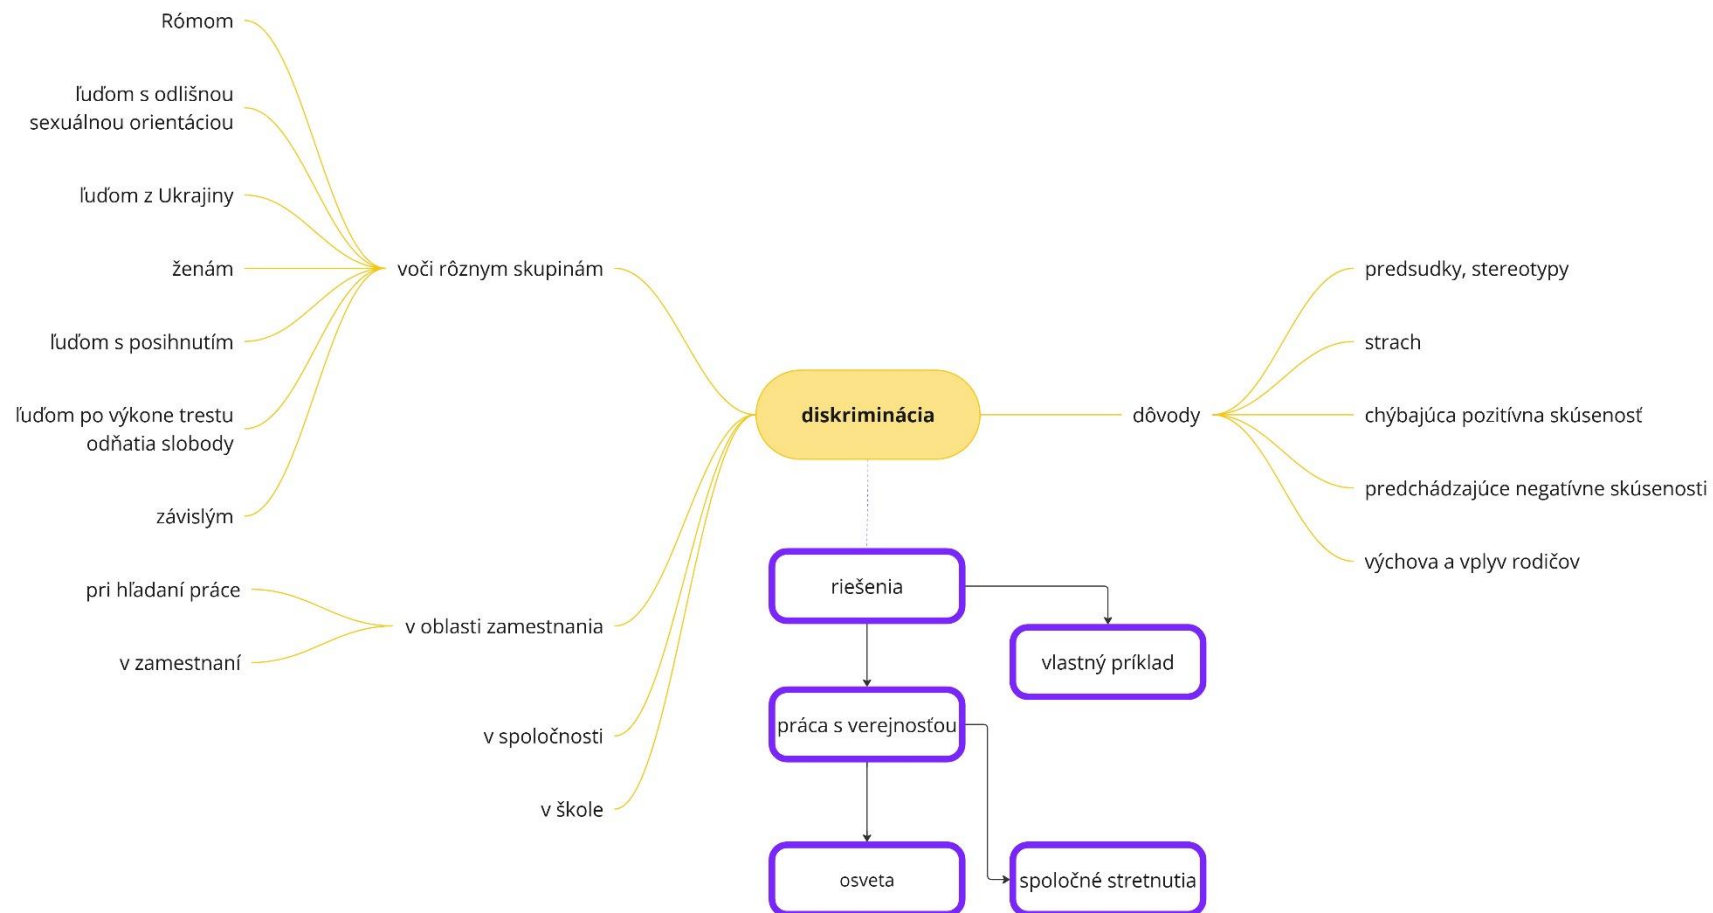 Rómom
ľuďom s odlišnou
sexuálnou orientáciou
ľuďom z Ukrajiny
ženám
ľuďom s posihnutím
ľuďom po výkone trestu
odňatia slobody
závislým
voči rôznym skupinám
pri hľadaní práce
v zamestnaní
v oblasti zamestnania
v spoločnosti
v škole
diskriminácia
dôvody
predsudky, stereotypy
strach
chýbajúca pozitívna skúsenosť
predchádzajúce negatívne skúsenosti
výchova a vplyv rodičov
riešenia
vlastný príklad
práca s verejnosťou
osveta
spoločné stretnutia